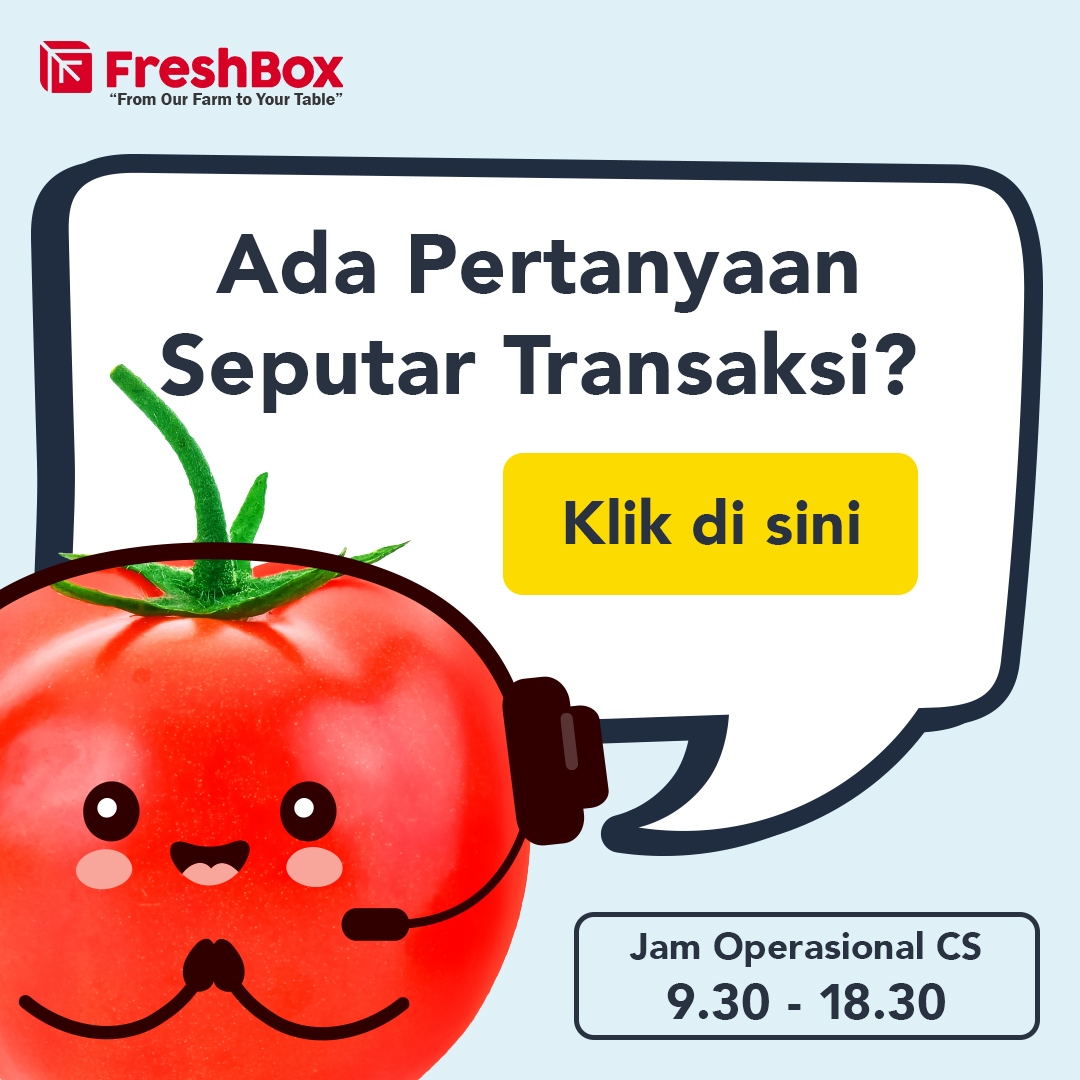 FreshBox
“From Our Farm to Your Table”
Ada Pertanyaan
Seputar Transaksi?
Klik di sini
Jam Operasional CS
9.30 - 18.30